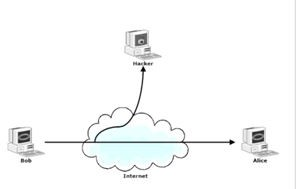 Hacker
Bob
Alice
Internet